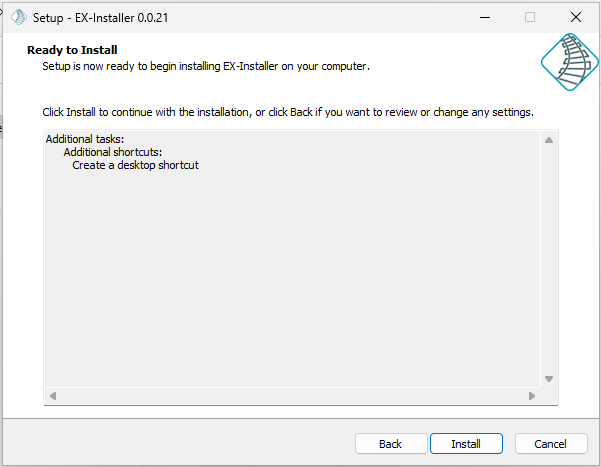 Setup - EX-Installer 0.0.21
Ready to Install
Setup is now ready to begin installing EX-Installer on your computer.
Click Install to continue with the installation, or click Back if you want to review or change any settings.
Additional tasks:
Additional shortcuts:
Create a desktop shortcut
Back
Install
Cancel